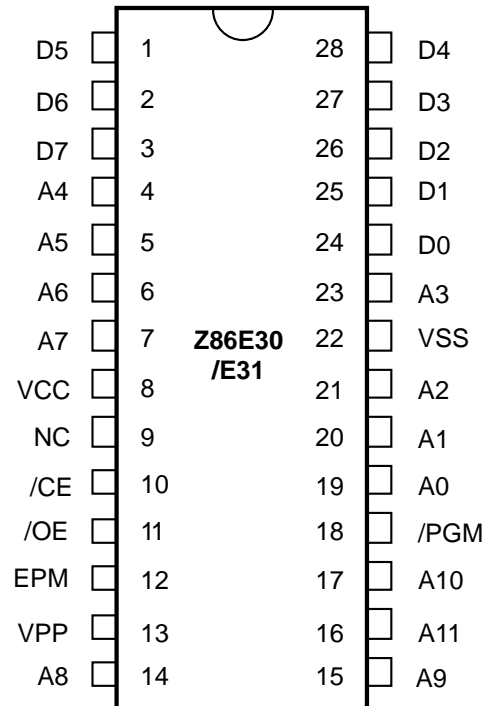 D5 1 28 D4
D6 2 27 D3
D7 3 26 D2
A4 4 25 D1
A5 5 24 D0
A6 6 23 A3
A7 7 Z86E30 22 VSS
/E31
VCC 8 21 A2
NC 9 20 A1
/CE 10 19 A0
/OE 11 18 /PGM
EPM 12 17 A10
VPP 13 16 A11
A8 14 15 A9